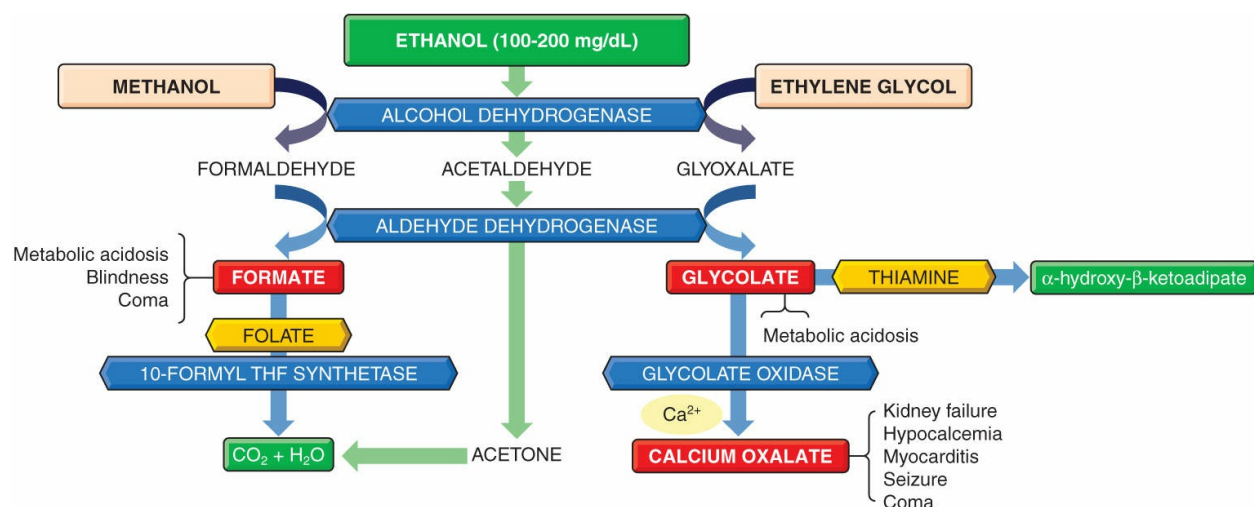 ETHANOL (100-200 mg/dL)
METHANOL
ETHYLENE GLYCOL
ALCOHOL DEHYDROGENASE
FORMALDEHYDE
ACETALDEHYDE
GLYOXALATE
ALDEHYDE DEHYDROGENASE
Metabolic acidosis
Blindness
Coma
FORMATE
GLYCOLATE
THIAMINE
α-hydroxy-β-ketoadipate
Metabolic acidosis
FOLATE
10-FORMYL THF SYNTHETASE
GLYCOLATE OXIDASE
Ca²⁺
CO₂ + H₂O
ACETONE
CALCIUM OXALATE
Kidney failure
Hypocalcemia
Myocarditis
Seizure
Coma